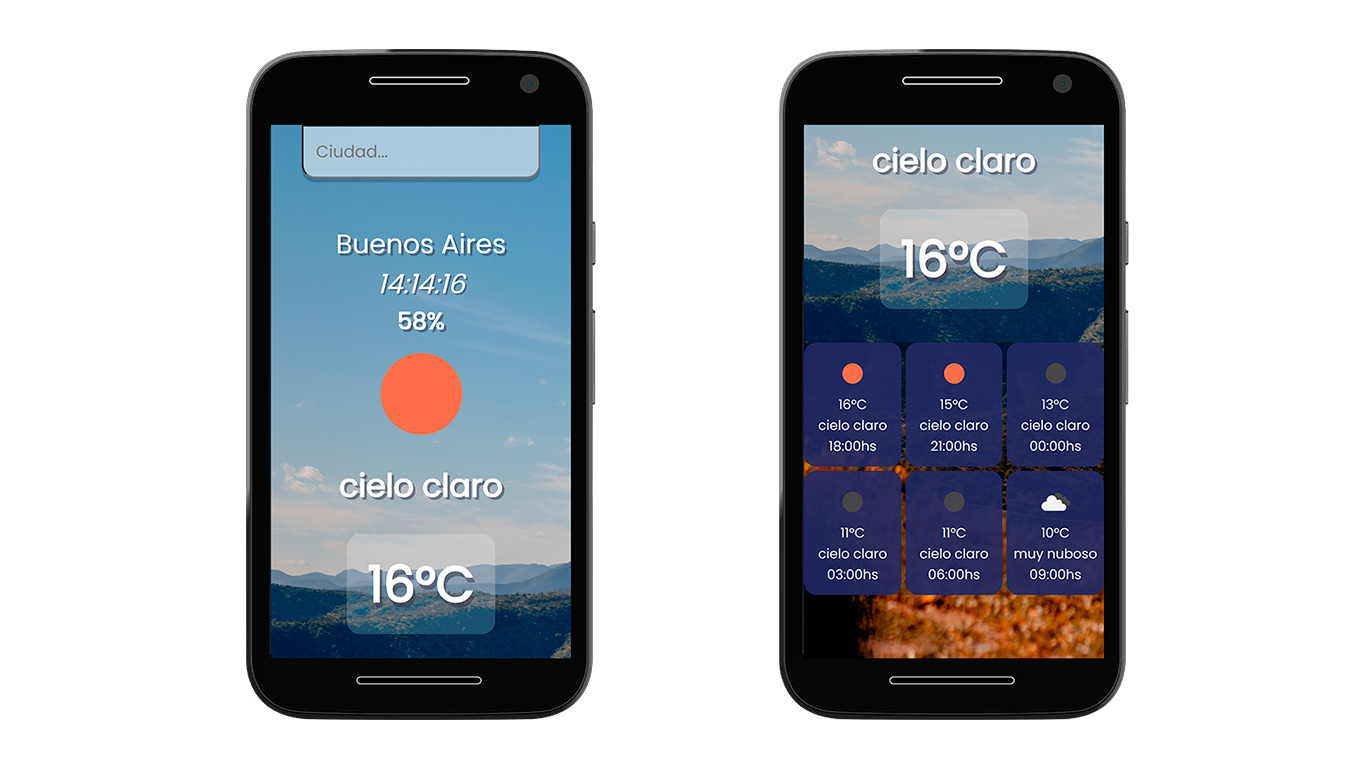 Ciudad...
Buenos Aires
14:14:16
58%
cielo claro
16ºC
cielo claro
16ºC
16ºC
cielo claro
18:00hs
15ºC
cielo claro
21:00hs
13ºC
cielo claro
00:00hs
11ºC
cielo claro
03:00hs
11ºC
cielo claro
06:00hs
10ºC
muy nuboso
09:00hs